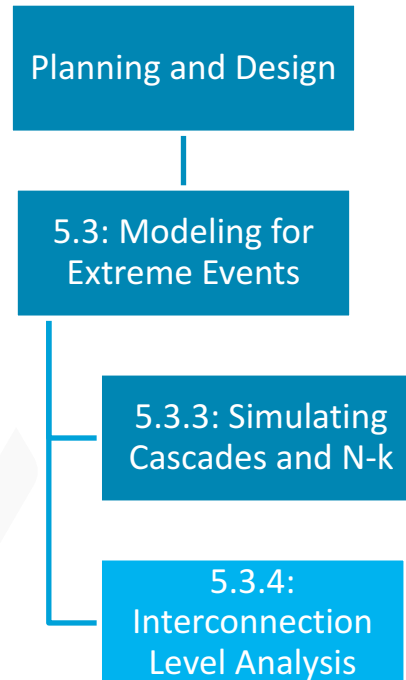 Planning and Design
5.3: Modeling for
Extreme Events
5.3.3: Simulating
Cascades and N-k
5.3.4:
Interconnection
Level Analysis